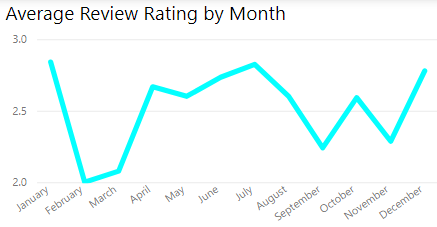 Average Review Rating by Month
3.0
2.5
2.0
January
February
March
April
May
June
July
August
September
October
November
December